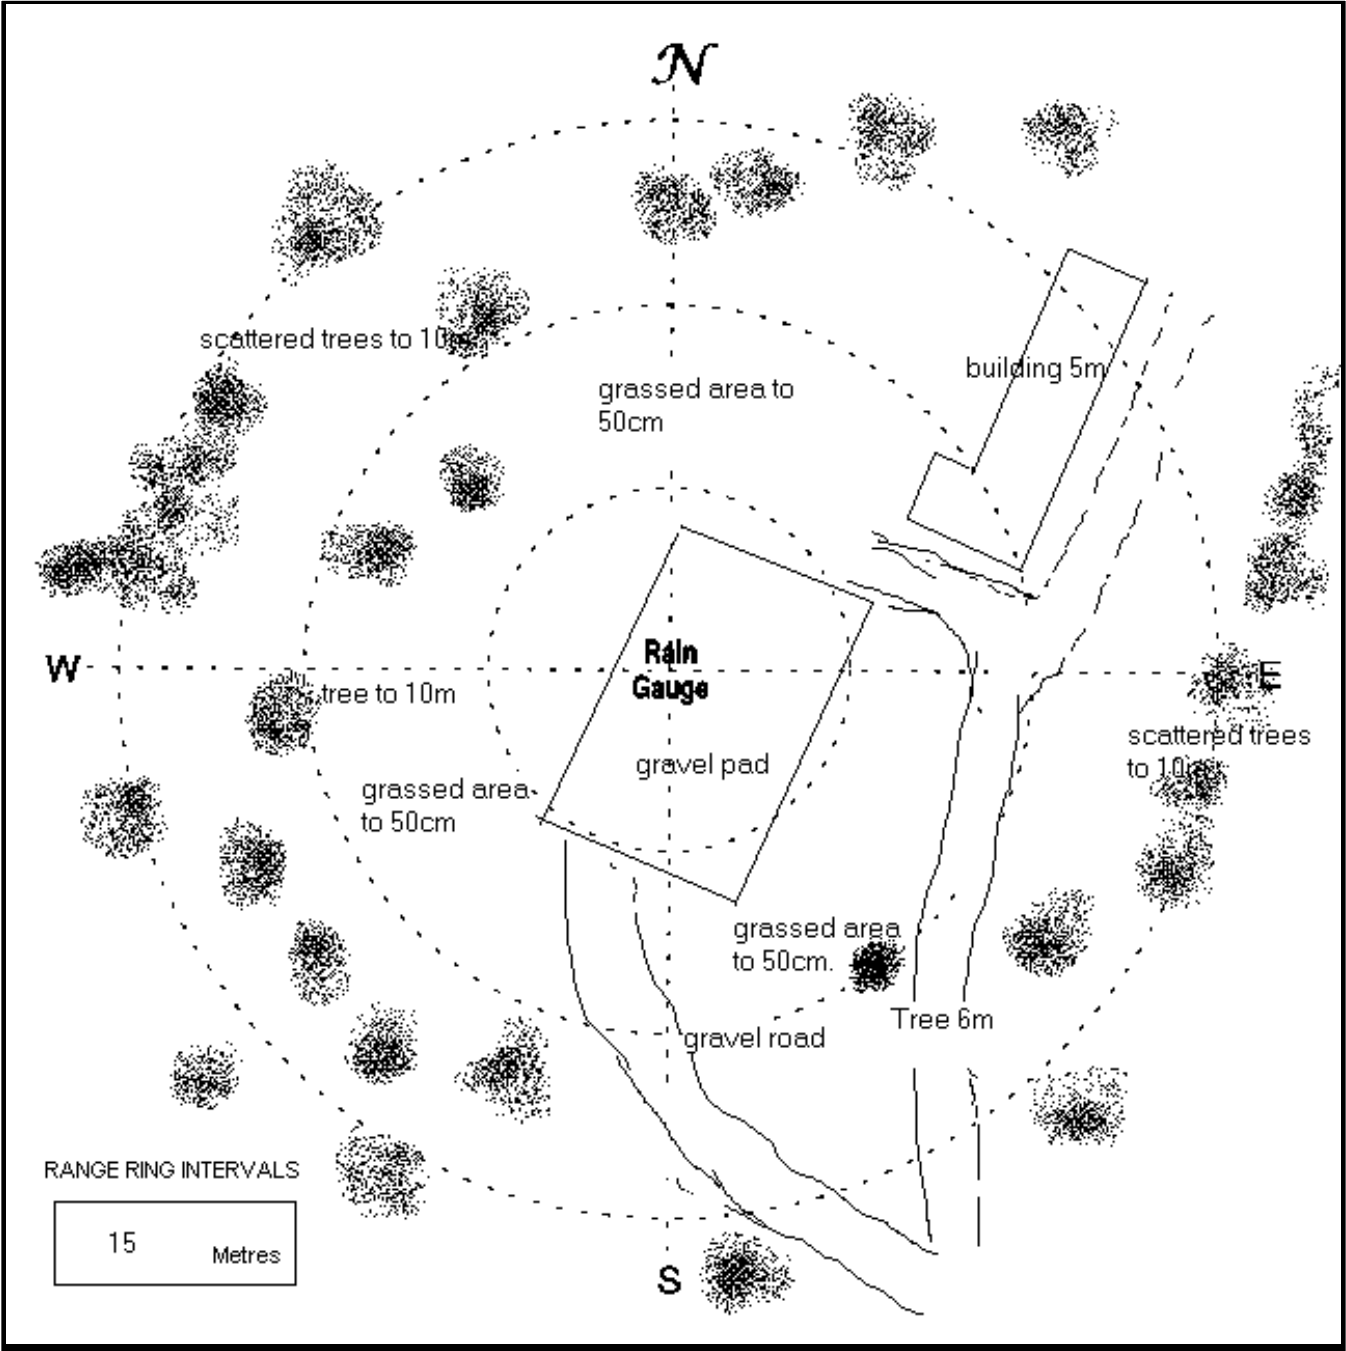 N
scattered trees to 10m
grassed area to
50cm
building 5m
Rain
Gauge
W
E
tree to 10m
gravel pad
scattered trees
to 10m
grassed area
to 50cm
grassed area
to 50cm.
Tree 6m
gravel road
RANGE RING INTERVALS
15 Metres
S